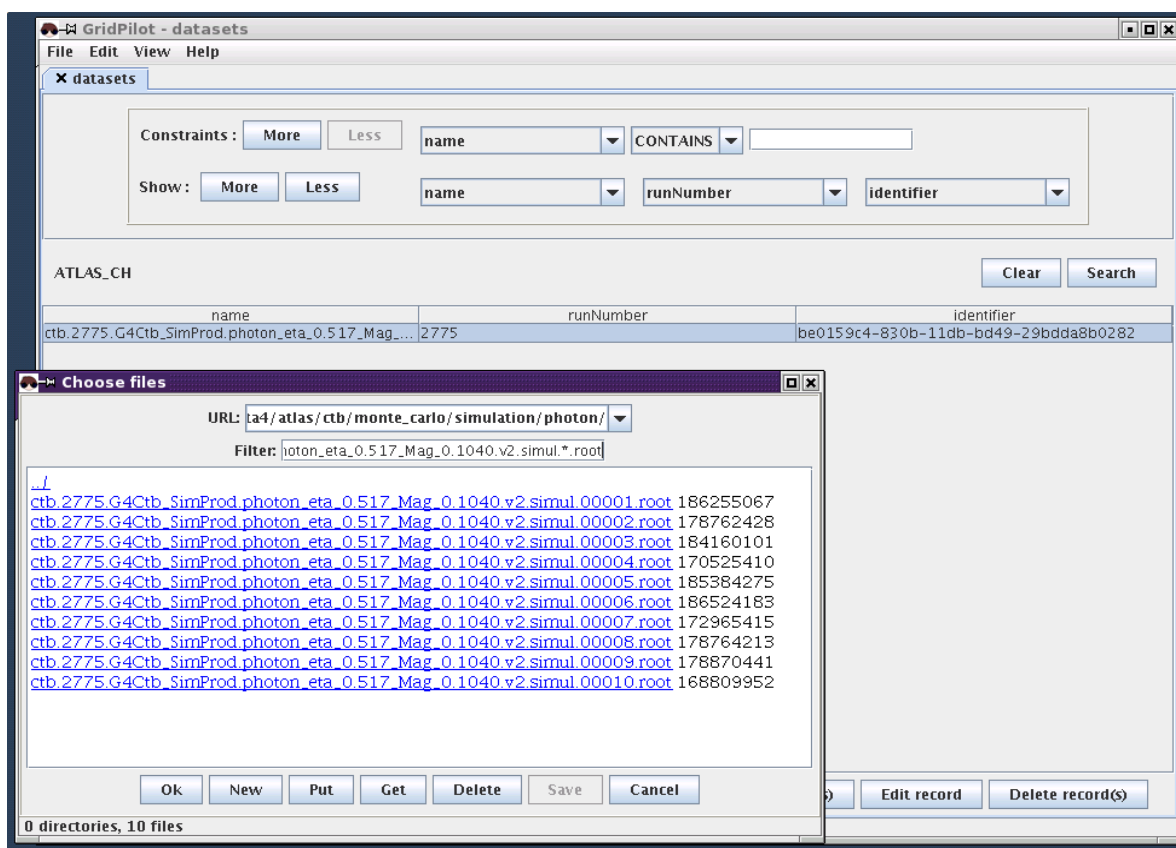 GridPilot - datasets
File Edit View Help
datasets
Constraints : More Less name CONTAINS
Show : More Less name runNumber identifier
ATLAS_CH Clear Search
name runNumber identifier
ctb.2775.G4Ctb_SimProd.photon_eta_0.517_Mag_... 2775 be0159c4-830b-11db-bd49-29bdda8b0282
Choose files
URL: ta4/atlas/ctb/monte_carlo/simulation/photon/
Filter: hoton_eta_0.517_Mag_0.1040.v2.simul.*.root
../
ctb.2775.G4Ctb_SimProd.photon_eta_0.517_Mag_0.1040.v2.simul.00001.root 186255067
ctb.2775.G4Ctb_SimProd.photon_eta_0.517_Mag_0.1040.v2.simul.00002.root 178762428
ctb.2775.G4Ctb_SimProd.photon_eta_0.517_Mag_0.1040.v2.simul.00003.root 184160101
ctb.2775.G4Ctb_SimProd.photon_eta_0.517_Mag_0.1040.v2.simul.00004.root 170525410
ctb.2775.G4Ctb_SimProd.photon_eta_0.517_Mag_0.1040.v2.simul.00005.root 185384275
ctb.2775.G4Ctb_SimProd.photon_eta_0.517_Mag_0.1040.v2.simul.00006.root 186524183
ctb.2775.G4Ctb_SimProd.photon_eta_0.517_Mag_0.1040.v2.simul.00007.root 172965415
ctb.2775.G4Ctb_SimProd.photon_eta_0.517_Mag_0.1040.v2.simul.00008.root 178764213
ctb.2775.G4Ctb_SimProd.photon_eta_0.517_Mag_0.1040.v2.simul.00009.root 178870441
ctb.2775.G4Ctb_SimProd.photon_eta_0.517_Mag_0.1040.v2.simul.00010.root 168809952
Ok New Put Get Delete Save Cancel
s) Edit record Delete record(s)
0 directories, 10 files